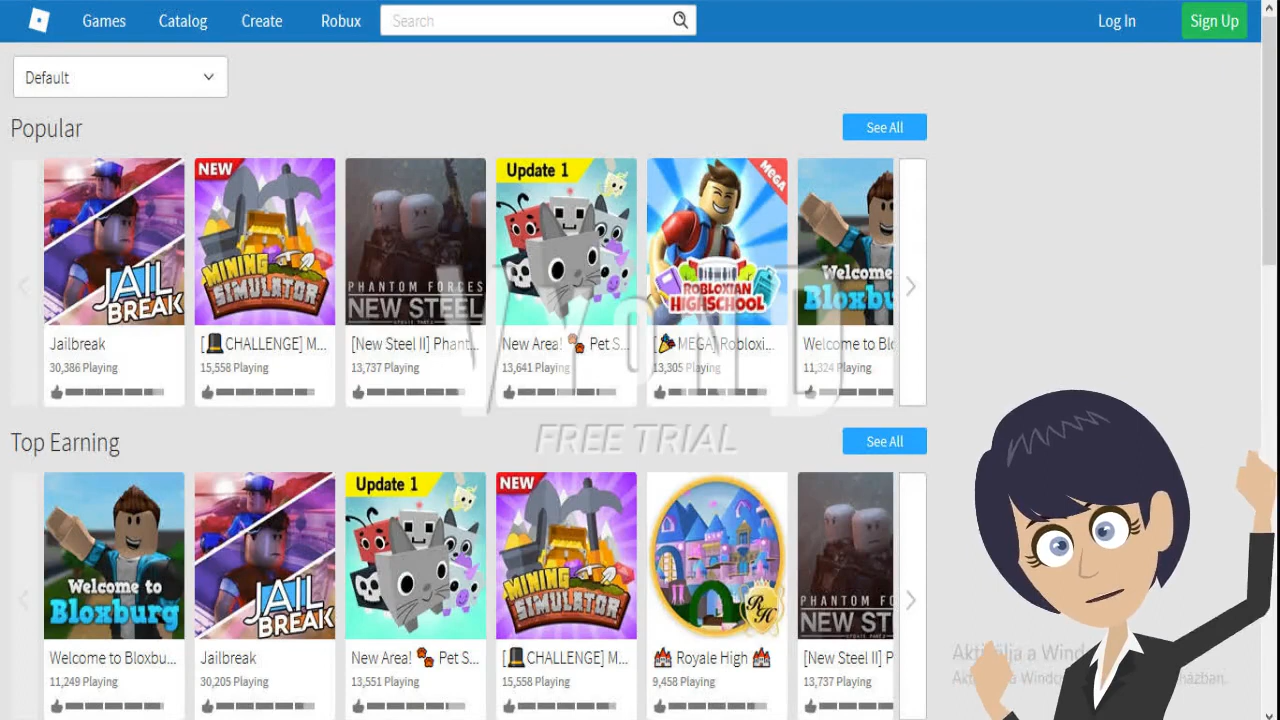 Games Catalog Create Robux Search Log In Sign Up
Default
Popular See All
JAIL BREAK
NEW MINING SIMULATOR
PHANTOM FORCES NEW STEEL
Update 1
MEGA ROBLOXIAN HIGHSCHOOL
Welcome Bloxbu
Jailbreak
30,386 Playing
[🎩CHALLENGE] M...
15,558 Playing
[New Steel II] Phant...
13,737 Playing
New Area! 🐾 Pet S...
13,641 Playing
[🎉MEGA] Robloxi...
13,305 Playing
Welcome to Blo
11,324 Playing
VYOND
FREE TRIAL
Top Earning See All
Welcome to Bloxburg
JAIL BREAK
Update 1
NEW MINING SIMULATOR
RH
PHANTOM FO NEW ST
Welcome to Bloxbu...
11,249 Playing
Jailbreak
30,205 Playing
New Area! 🐾 Pet S...
13,551 Playing
[🎩CHALLENGE] M...
15,558 Playing
🏰 Royale High 🏰
9,458 Playing
[New Steel II] P
13,737 Playing